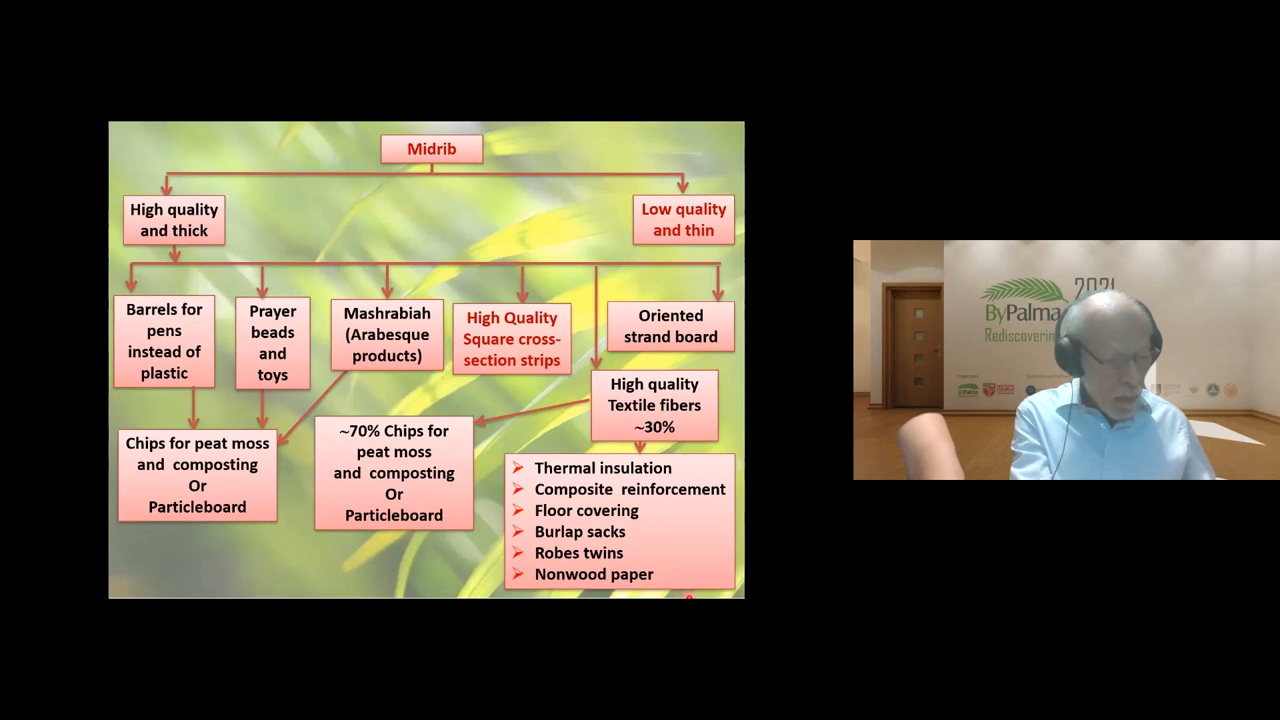 Midrib
High quality
and thick
Low quality
and thin
Barrels for
pens
instead of
plastic
Prayer
beads
and
toys
Mashrabiah
(Arabesque
products)
High Quality
Square cross-
section strips
Oriented
strand board
High quality
Textile fibers
~30%
Chips for peat moss
and composting
Or
Particleboard
~70% Chips for
peat moss
and composting
Or
Particleboard
Thermal insulation
Composite reinforcement
Floor covering
Burlap sacks
Robes twins
Nonwood paper
2021
ByPalma